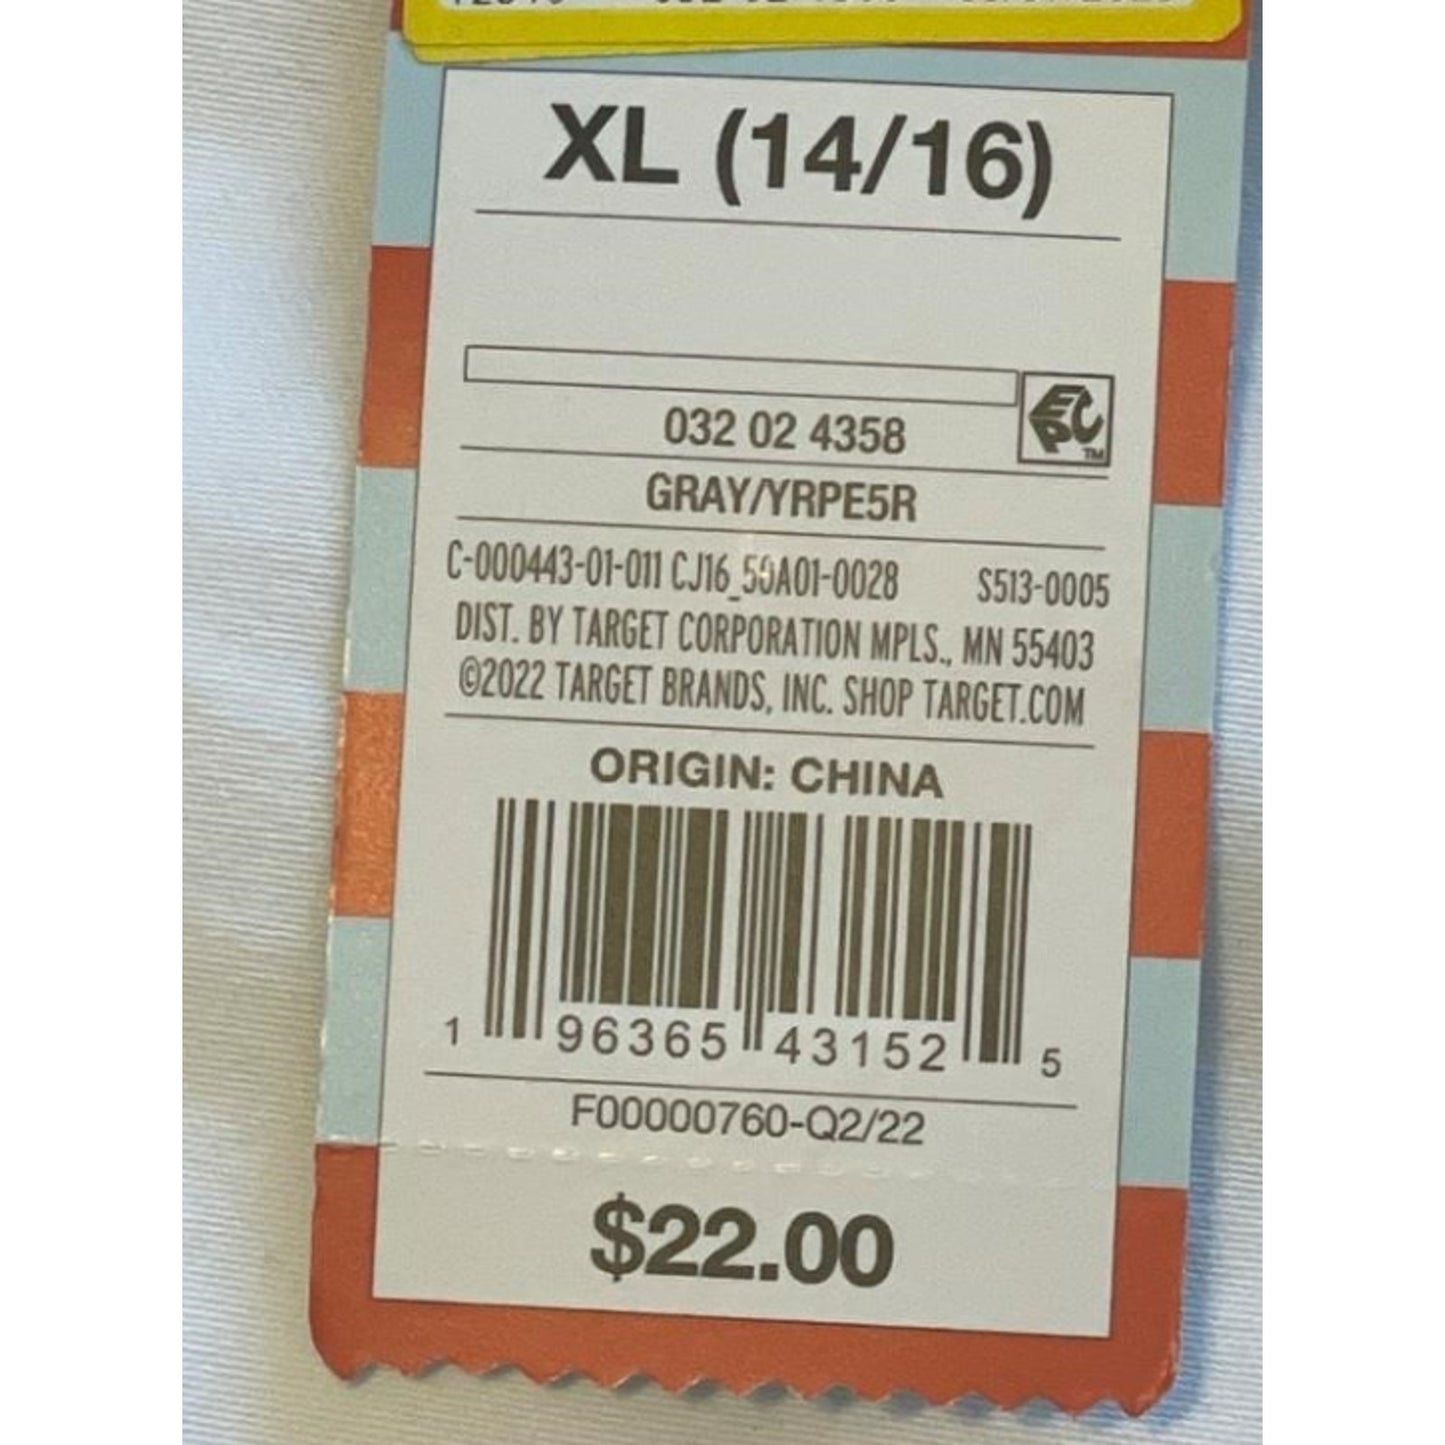 XL (14/16)
032 02 4358
EPC TM
GRAY/YRPE5R
C-000443-01-011 CJ16_50A01-0028 S513-0005
DIST. BY TARGET CORPORATION MPLS., MN 55403
©2022 TARGET BRANDS, INC. SHOP TARGET.COM
ORIGIN: CHINA
1 96365 43152 5
F00000760-Q2/22
$22.00